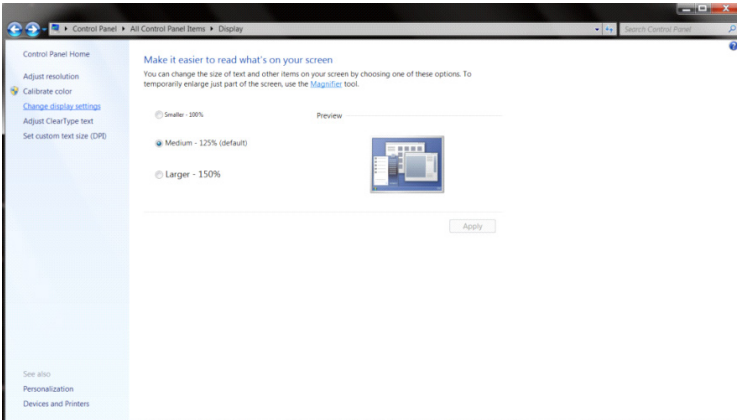 Control Panel ▸ All Control Panel Items ▸ Display
Search Control Panel
Control Panel Home
Adjust resolution
Calibrate color
Change display settings
Adjust ClearType text
Set custom text size (DPI)
Make it easier to read what's on your screen
You can change the size of text and other items on your screen by choosing one of these options. To
temporarily enlarge just part of the screen, use the Magnifier tool.
Smaller - 100%
Preview
Medium - 125% (default)
Larger - 150%
Apply
See also
Personalization
Devices and Printers